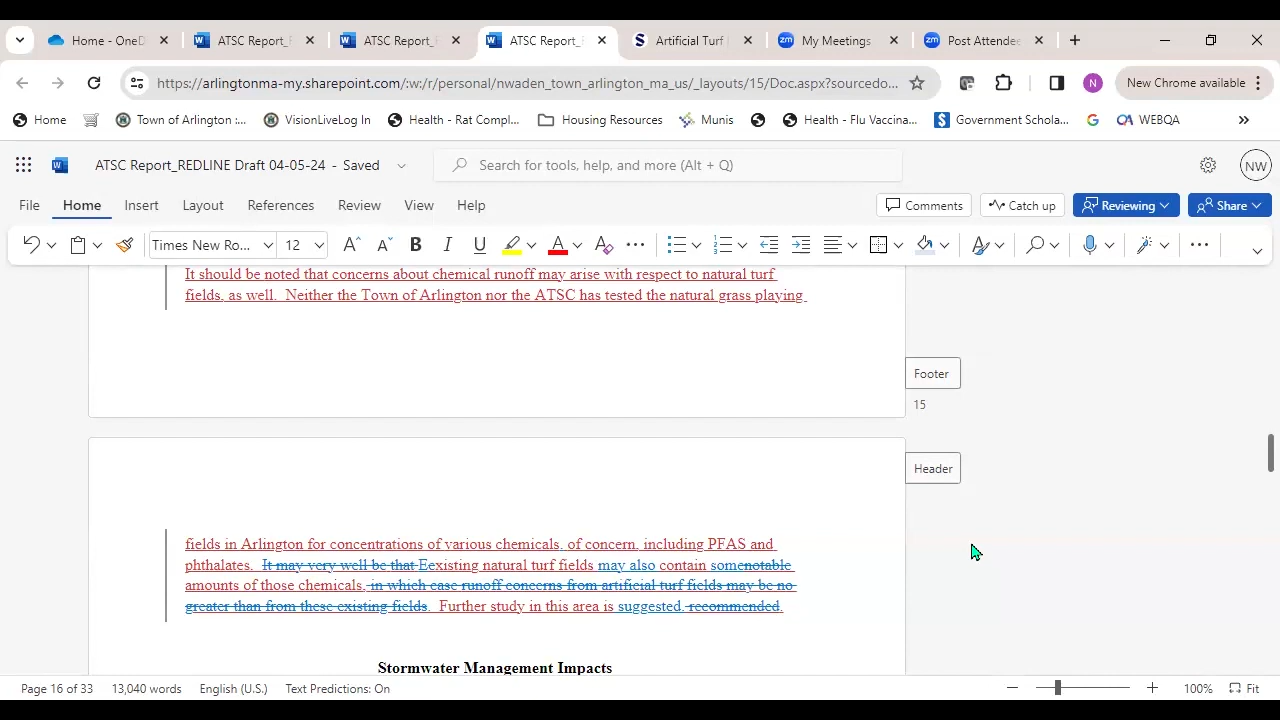 Home - OneD
ATSC Report_F
ATSC Report_F
ATSC Report_
Artificial Turf
My Meetings
Post Attendee
https://arlingtonma-my.sharepoint.com/:w:/r/personal/nwaden_town_arlington_ma_us/_layouts/15/Doc.aspx?sourcedo...
N
New Chrome available
Home
Town of Arlington :...
VisionLiveLog In
Health - Rat Compl...
Housing Resources
Munis
Health - Flu Vaccina...
Government Schola...
WEBQA
ATSC Report_REDLINE Draft 04-05-24 - Saved
Search for tools, help, and more (Alt + Q)
NW
File Home Insert Layout References Review View Help
Comments Catch up Reviewing Share
Times New Ro... 12
It should be noted that concerns about chemical runoff may arise with respect to natural turf
fields, as well. Neither the Town of Arlington nor the ATSC has tested the natural grass playing
Footer
15
Header
fields in Arlington for concentrations of various chemicals, of concern, including PFAS and
phthalates. It may very well be that Eexisting natural turf fields may also contain somenotable
amounts of those chemicals, in which case runoff concerns from artificial turf fields may be no
greater than from these existing fields. Further study in this area is suggested. recommended.
Stormwater Management Impacts
Page 16 of 33 13,040 words English (U.S.) Text Predictions: On 100% Fit